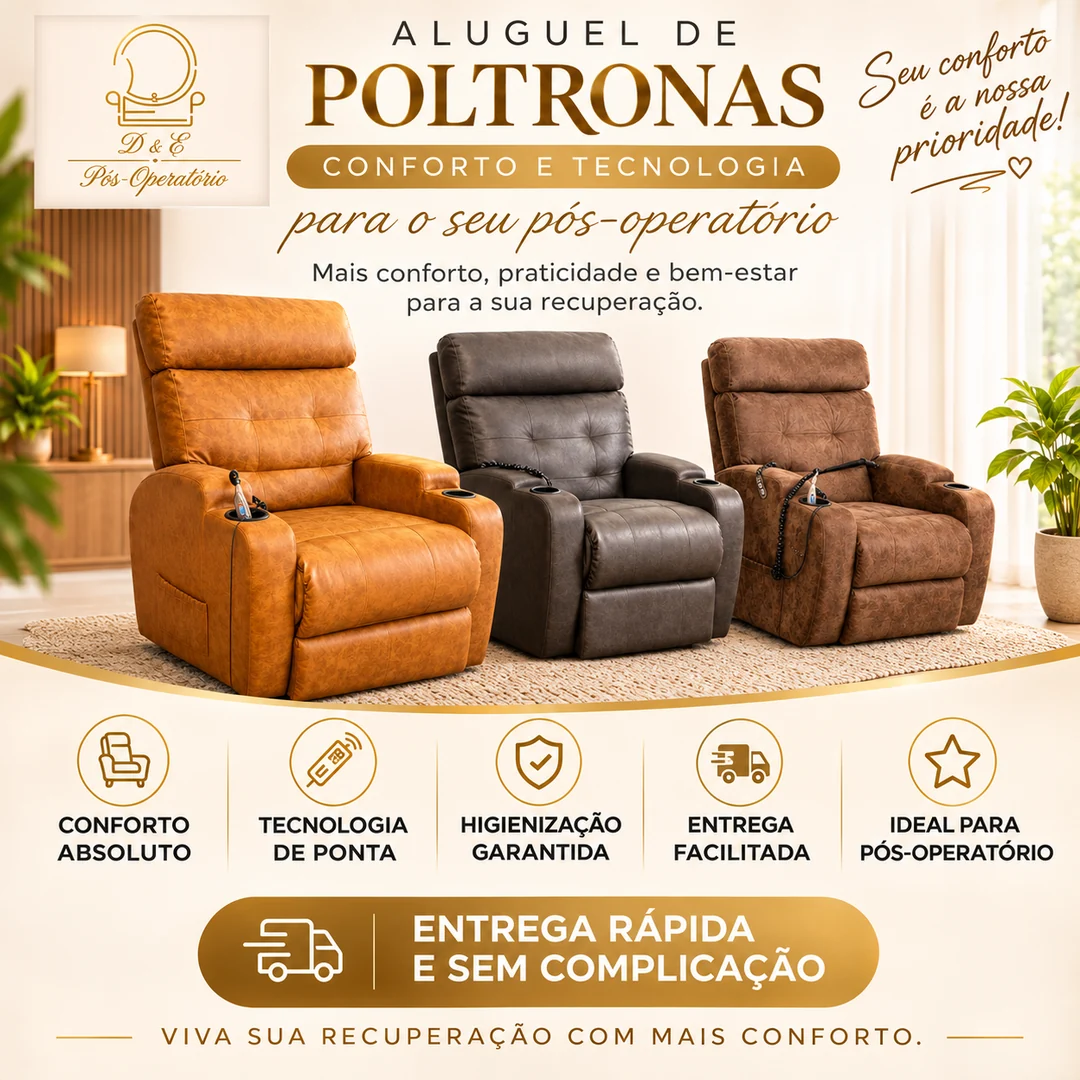 D & E
Pós-Operatório
ALUGUEL DE
POLTRONAS
CONFORTO E TECNOLOGIA
para o seu pós-operatório
Mais conforto, praticidade e bem-estar
para a sua recuperação.
Seu conforto
é a nossa
prioridade!
CONFORTO
ABSOLUTO
TECNOLOGIA
DE PONTA
HIGIENIZAÇÃO
GARANTIDA
ENTREGA
FACILITADA
IDEAL PARA
PÓS-OPERATÓRIO
ENTREGA RÁPIDA
E SEM COMPLICAÇÃO
VIVA SUA RECUPERAÇÃO COM MAIS CONFORTO.